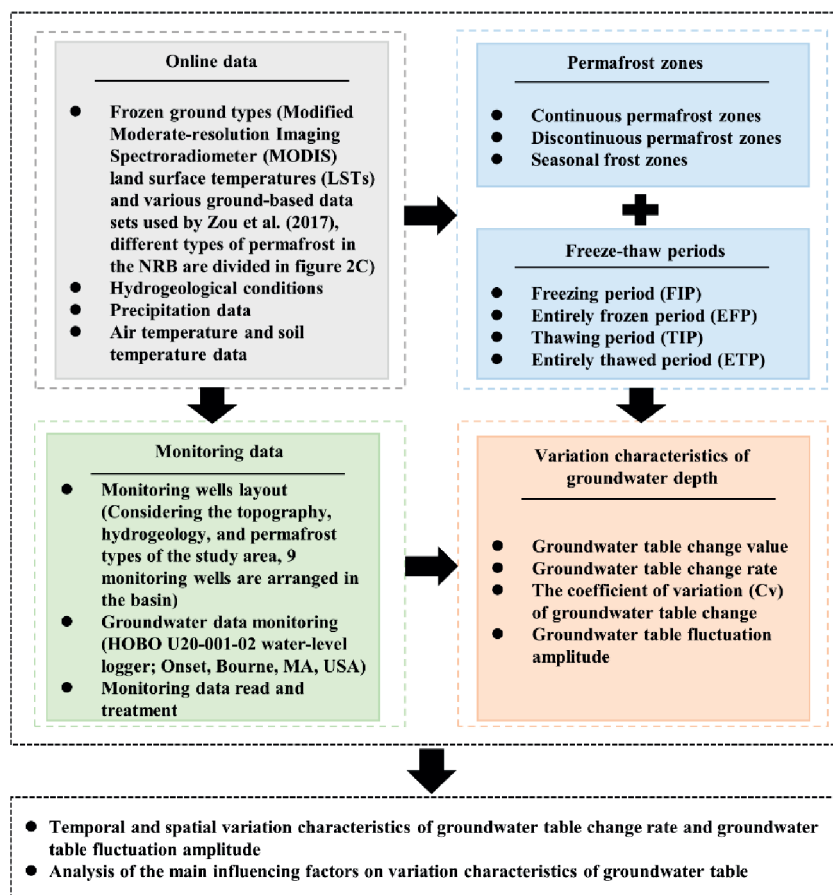 Online data
● Frozen ground types (Modified
Moderate-resolution Imaging
Spectroradiometer (MODIS)
land surface temperatures (LSTs)
and various ground-based data
sets used by Zou et al. (2017),
different types of permafrost in
the NRB are divided in figure 2C)
● Hydrogeological conditions
● Precipitation data
● Air temperature and soil
temperature data
Permafrost zones
● Continuous permafrost zones
● Discontinuous permafrost zones
● Seasonal frost zones
Freeze-thaw periods
● Freezing period (FIP)
● Entirely frozen period (EFP)
● Thawing period (TIP)
● Entirely thawed period (ETP)
Monitoring data
● Monitoring wells layout
(Considering the topography,
hydrogeology, and permafrost
types of the study area, 9
monitoring wells are arranged in
the basin)
● Groundwater data monitoring
(HOBO U20-001-02 water-level
logger; Onset, Bourne, MA, USA)
● Monitoring data read and
treatment
Variation characteristics of
groundwater depth
● Groundwater table change value
● Groundwater table change rate
● The coefficient of variation (Cv)
of groundwater table change
● Groundwater table fluctuation
amplitude
● Temporal and spatial variation characteristics of groundwater table change rate and groundwater
table fluctuation amplitude
● Analysis of the main influencing factors on variation characteristics of groundwater table